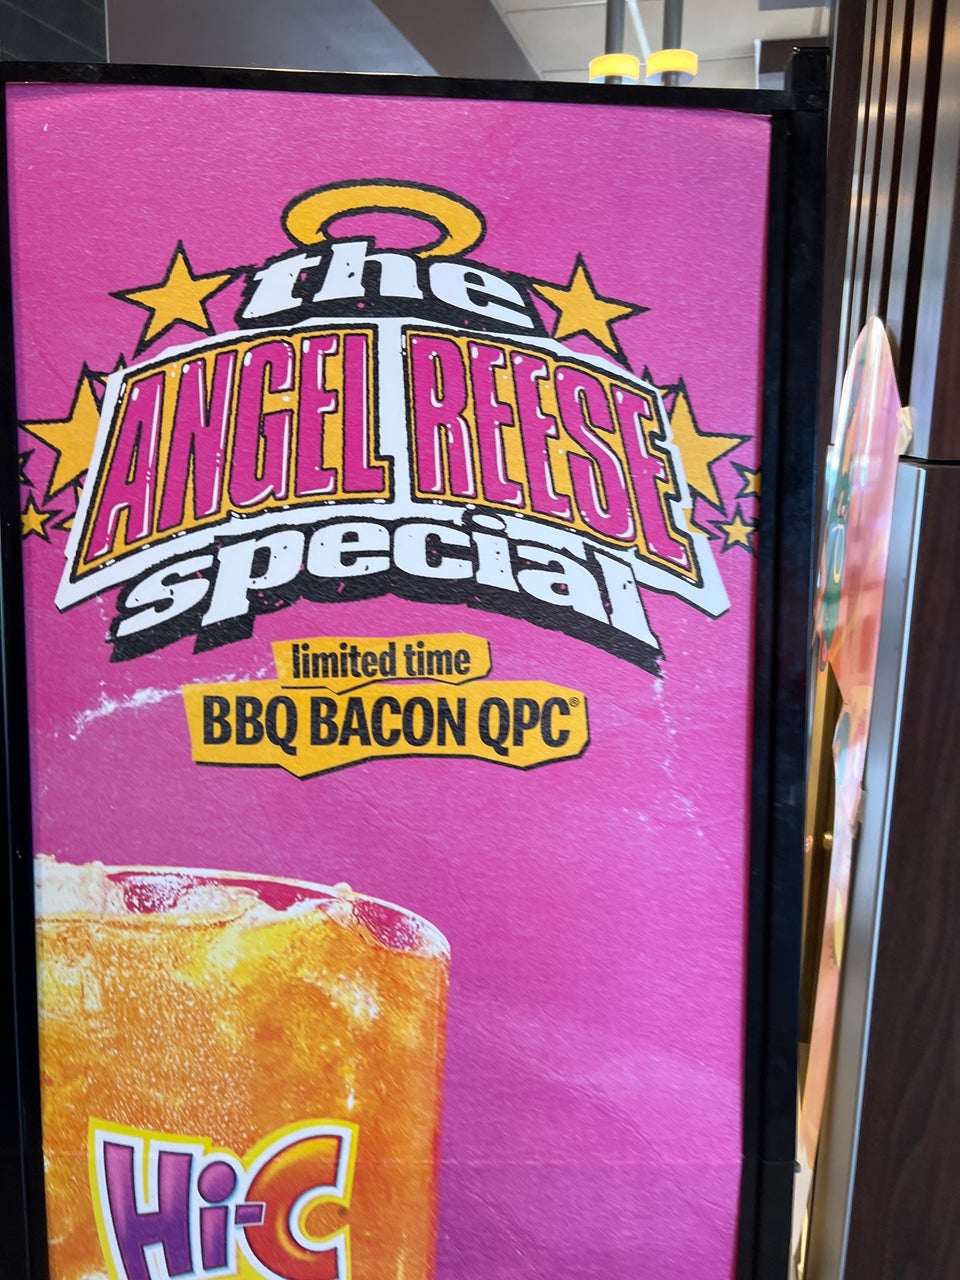 the
ANGEL REESE
special
limited time
BBQ BACON QPC®
Hi-C